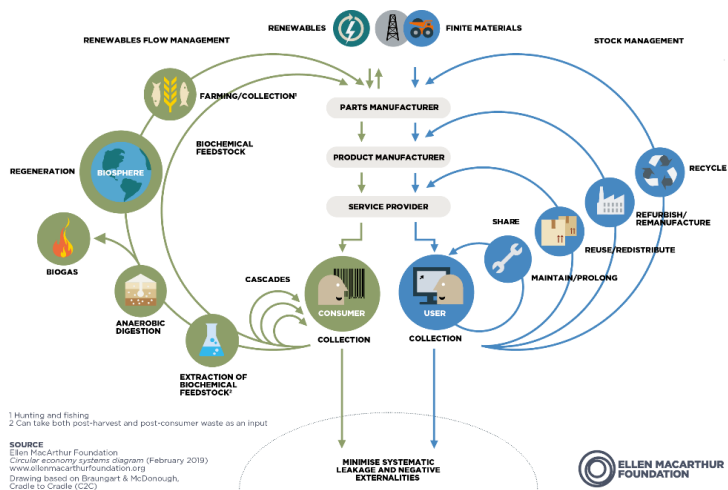 RENEWABLES
FINITE MATERIALS
RENEWABLES FLOW MANAGEMENT
STOCK MANAGEMENT
FARMING/COLLECTION¹
PARTS MANUFACTURER
BIOCHEMICAL
FEEDSTOCK
PRODUCT MANUFACTURER
REGENERATION
BIOSPHERE
RECYCLE
SERVICE PROVIDER
SHARE
REFURBISH/
REMANUFACTURE
REUSE/REDISTRIBUTE
BIOGAS
CASCADES
MAINTAIN/PROLONG
CONSUMER
USER
ANAEROBIC
DIGESTION
COLLECTION
COLLECTION
EXTRACTION OF
BIOCHEMICAL
FEEDSTOCK²
1 Hunting and fishing
2 Can take both post-harvest and post-consumer waste as an input
SOURCE
Ellen MacArthur Foundation
Circular economy systems diagram (February 2019)
www.ellenmacarthurfoundation.org
Drawing based on Braungart & McDonough,
Cradle to Cradle (C2C)
MINIMISE SYSTEMATIC
LEAKAGE AND NEGATIVE
EXTERNALITIES
ELLEN MACARTHUR
FOUNDATION